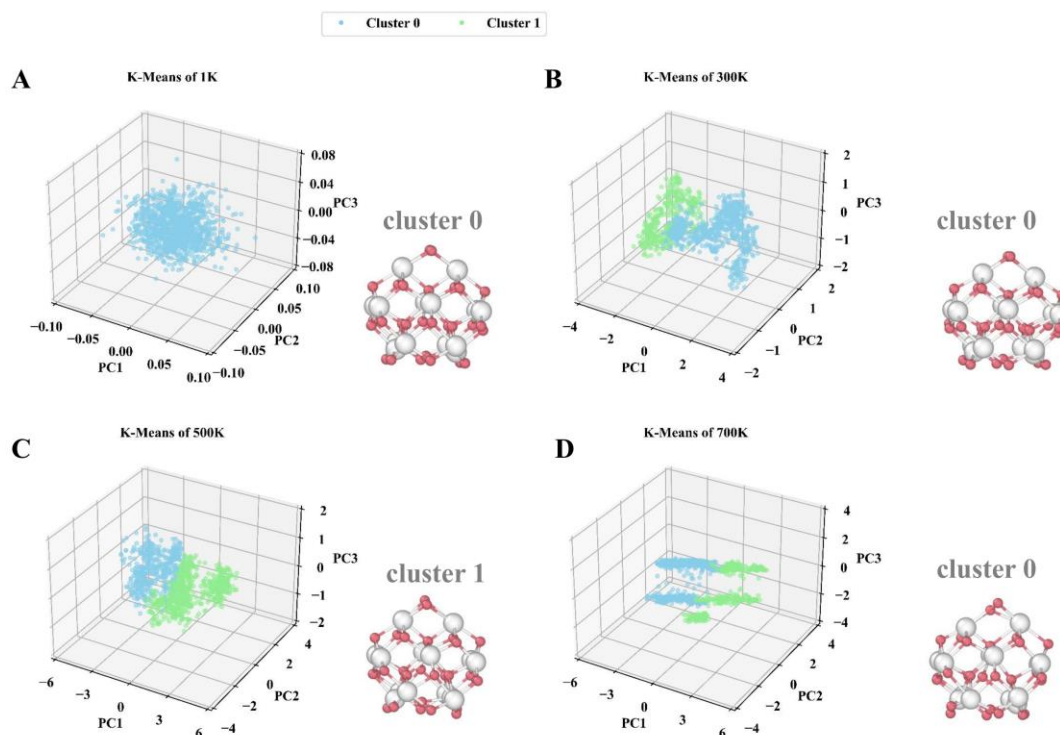 Cluster 0 Cluster 1
A
K-Means of 1K
0.08
0.04
0.00
−0.04
−0.08
PC3
0.10
0.05
0.00
−0.05
−0.10
PC2
−0.10
−0.05
0.00
0.05
0.10
PC1
cluster 0
B
K-Means of 300K
2
1
0
−1
−2
PC3
2
1
0
−1
−2
PC2
−4
−2
0
2
4
PC1
cluster 0
C
K-Means of 500K
2
1
0
−1
−2
PC3
4
2
0
−2
−4
PC2
−6
−3
0
3
6
PC1
cluster 1
D
K-Means of 700K
4
2
0
−2
−4
PC3
4
2
0
−2
−4
PC2
−6
−3
0
3
6
PC1
cluster 0